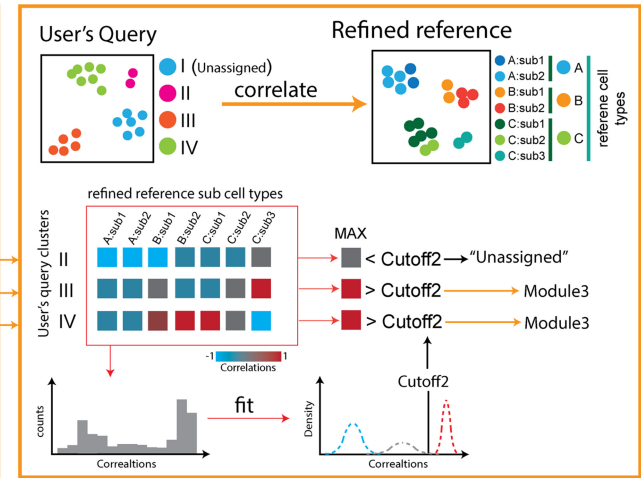 User's Query
Refined reference
I (Unassigned)
II
III
IV
correlate
A:sub1
A:sub2
B:sub1
B:sub2
C:sub1
C:sub2
C:sub3
A
B
C
referene cell
types
refined reference sub cell types
A:sub1
A:sub2
B:sub1
B:sub2
C:sub1
C:sub2
C:sub3
User's query clusters
II
III
IV
MAX
< Cutoff2
"Unassigned"
> Cutoff2
Module3
> Cutoff2
Module3
-1
1
Correlations
Cutoff2
counts
Correaltions
fit
Density
Correaltions